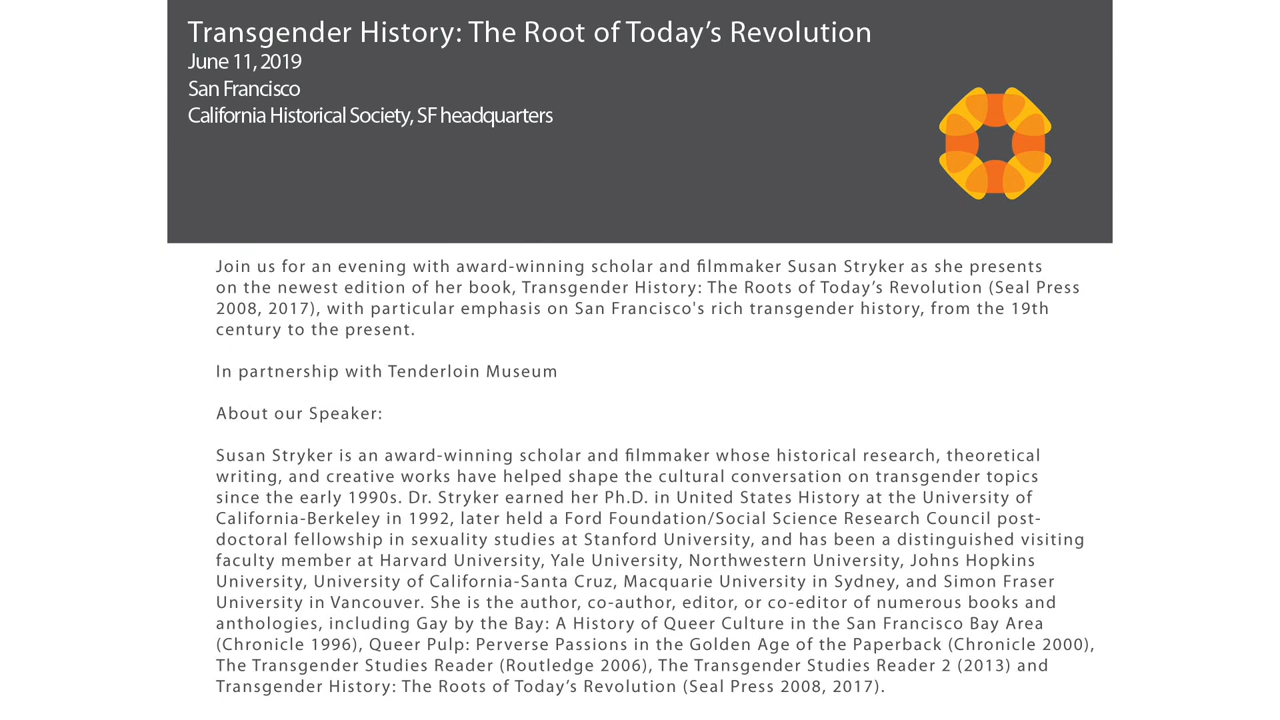 Transgender History: The Root of Today’s Revolution
June 11, 2019
San Francisco
California Historical Society, SF headquarters
Join us for an evening with award-winning scholar and filmmaker Susan Stryker as she presents
on the newest edition of her book, Transgender History: The Roots of Today’s Revolution (Seal Press
2008, 2017), with particular emphasis on San Francisco's rich transgender history, from the 19th
century to the present.
In partnership with Tenderloin Museum
About our Speaker:
Susan Stryker is an award-winning scholar and filmmaker whose historical research, theoretical
writing, and creative works have helped shape the cultural conversation on transgender topics
since the early 1990s. Dr. Stryker earned her Ph.D. in United States History at the University of
California-Berkeley in 1992, later held a Ford Foundation/Social Science Research Council post-
doctoral fellowship in sexuality studies at Stanford University, and has been a distinguished visiting
faculty member at Harvard University, Yale University, Northwestern University, Johns Hopkins
University, University of California-Santa Cruz, Macquarie University in Sydney, and Simon Fraser
University in Vancouver. She is the author, co-author, editor, or co-editor of numerous books and
anthologies, including Gay by the Bay: A History of Queer Culture in the San Francisco Bay Area
(Chronicle 1996), Queer Pulp: Perverse Passions in the Golden Age of the Paperback (Chronicle 2000),
The Transgender Studies Reader (Routledge 2006), The Transgender Studies Reader 2 (2013) and
Transgender History: The Roots of Today’s Revolution (Seal Press 2008, 2017).